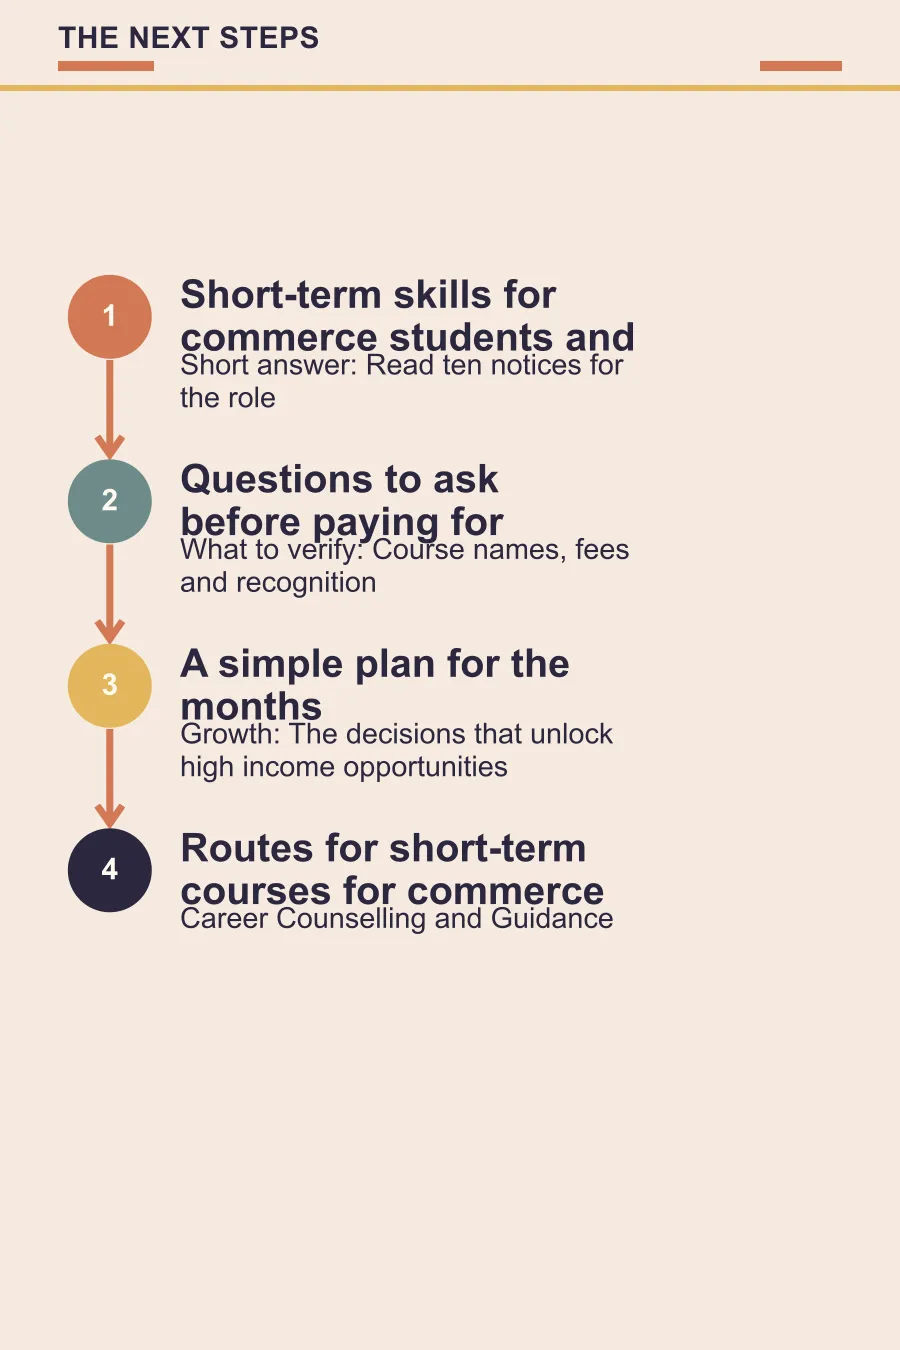 THE NEXT STEPS
1
Short-term skills for
commerce students and
Short answer: Read ten notices for
the role
2
Questions to ask
before paying for
What to verify: Course names, fees
and recognition
3
A simple plan for the
months
Growth: The decisions that unlock
high income opportunities
4
Routes for short-term
courses for commerce
Career Counselling and Guidance